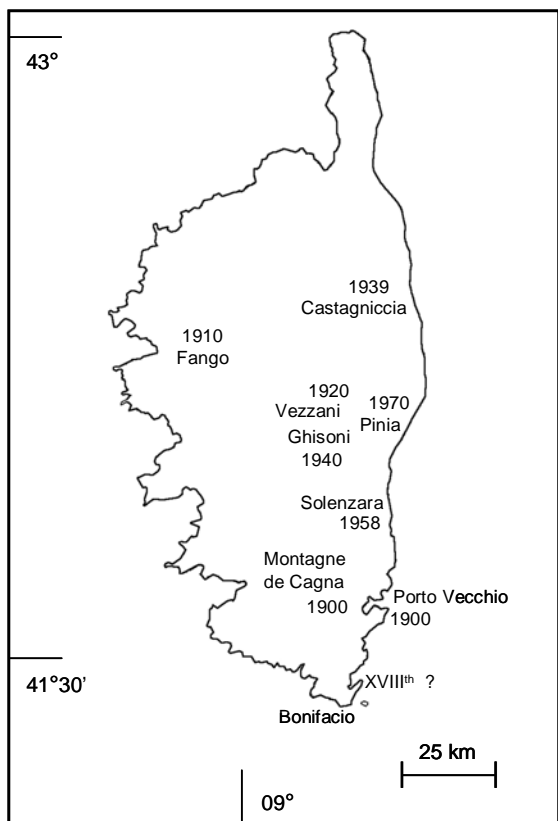 43°
1939
Castagniccia
1910
Fango
1920
Vezzani
1970
Pinia
Ghisoni
1940
Solenzara
1958
Montagne
de Cagna
1900
Porto Vecchio
1900
41°30'
XVIIIth ?
Bonifacio
25 km
09°